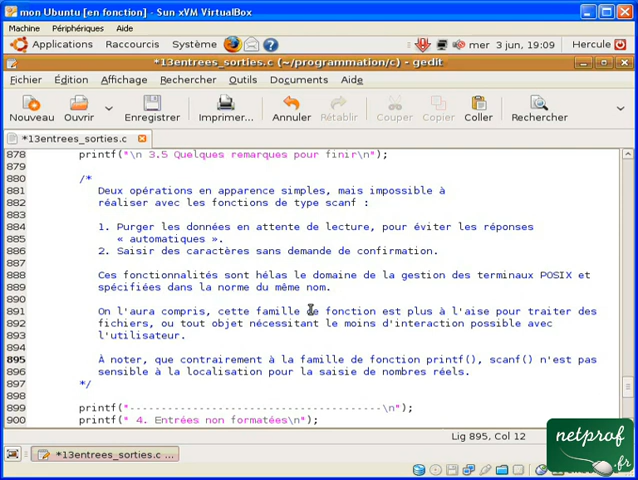 mon Ubuntu [en fonction] - Sun xVM VirtualBox
Machine Périphériques Aide
Applications Raccourcis Système mer 3 jun, 19:09 Hercule
*13entrees_sorties.c (~/programmation/c) - gedit
Fichier Édition Affichage Rechercher Outils Documents Aide
Nouveau Ouvrir Enregistrer Imprimer... Annuler Rétablir Couper Copier Coller Rechercher
*13entrees_sorties.c
878 printf("\n 3.5 Quelques remarques pour finir\n");
879
880 /*
881 Deux opérations en apparence simples, mais impossible à
882 réaliser avec les fonctions de type scanf :
883
884 1. Purger les données en attente de lecture, pour éviter les réponses
885 « automatiques ».
886 2. Saisir des caractères sans demande de confirmation.
887
888 Ces fonctionnalités sont hélas le domaine de la gestion des terminaux POSIX et
889 spécifiées dans la norme du même nom.
890
891 On l'aura compris, cette famille de fonction est plus à l'aise pour traiter des
892 fichiers, ou tout objet nécessitant le moins d'interaction possible avec
893 l'utilisateur.
894
895 À noter, que contrairement à la famille de fonction printf(), scanf() n'est pas
896 sensible à la localisation pour la saisie de nombres réels.
897 */
898
899 printf("----------------------------------------\n");
900 printf(" 4. Entrées non formatées\n");
Lig 895, Col 12
*13entrees_sorties.c ...
netprof
.fr